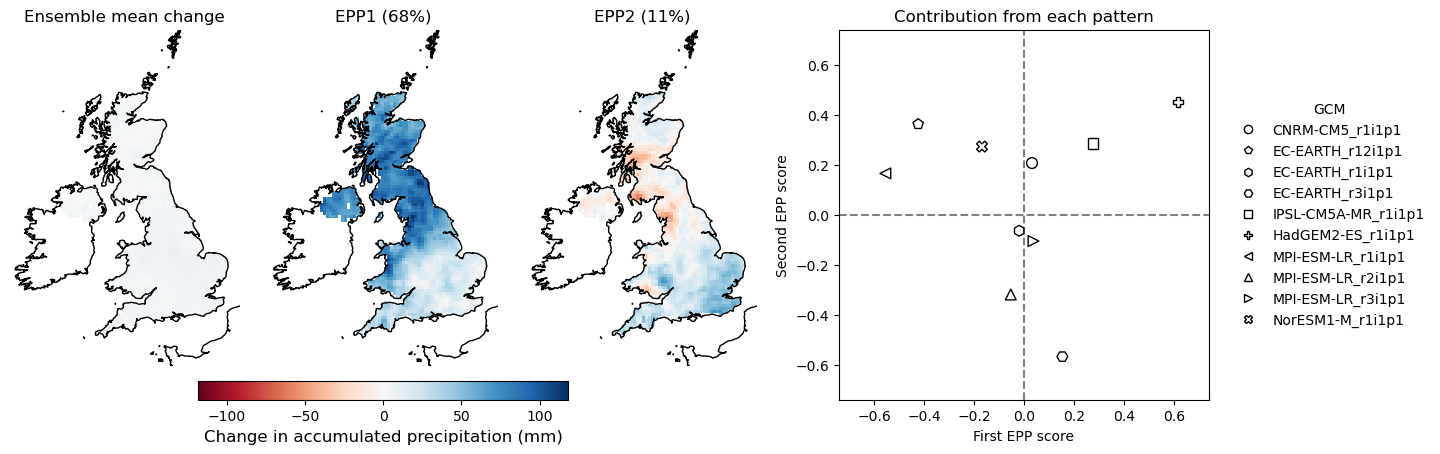 Ensemble mean change
EPP1 (68%)
EPP2 (11%)
−100 −50 0 50 100
Change in accumulated precipitation (mm)
Contribution from each pattern
Second EPP score
0.6
0.4
0.2
0.0
−0.2
−0.4
−0.6
−0.6 −0.4 −0.2 0.0 0.2 0.4 0.6
First EPP score
GCM
CNRM-CM5_r1i1p1
EC-EARTH_r12i1p1
EC-EARTH_r1i1p1
EC-EARTH_r3i1p1
IPSL-CM5A-MR_r1i1p1
HadGEM2-ES_r1i1p1
MPI-ESM-LR_r1i1p1
MPI-ESM-LR_r2i1p1
MPI-ESM-LR_r3i1p1
NorESM1-M_r1i1p1